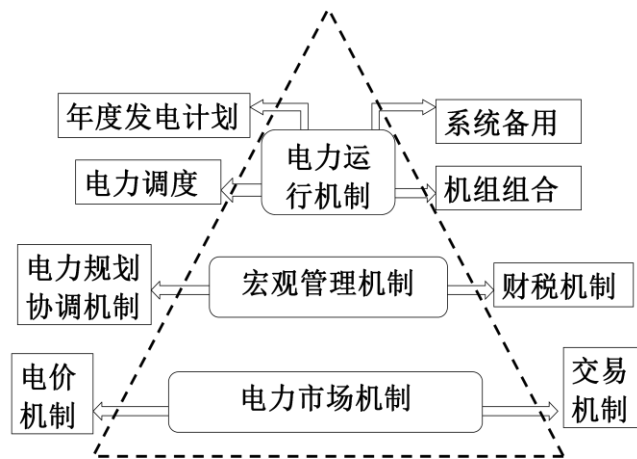 年度发电计划
系统备用
电力运
行机制
电力调度
机组组合
电力规划
协调机制
宏观管理机制
财税机制
电价
机制
电力市场机制
交易
机制